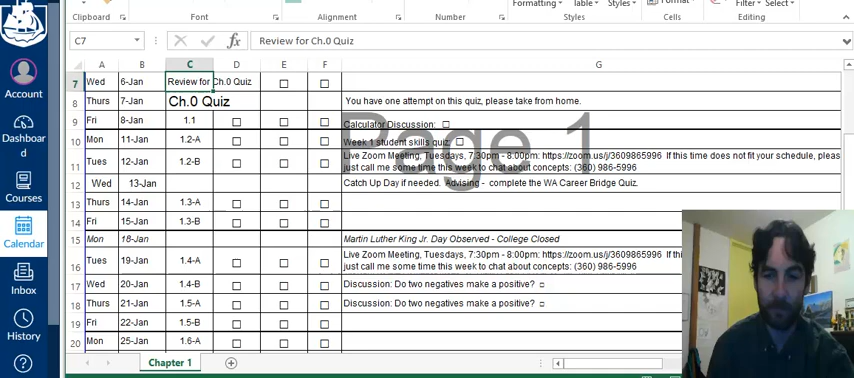 Formatting Table Styles Format Filter Select
Clipboard Font Alignment Number Styles Cells Editing
C7 fx Review for Ch.0 Quiz
A B C D E F G
7 Wed 6-Jan Review for Ch.0 Quiz
8 Thurs 7-Jan Ch.0 Quiz You have one attempt on this quiz, please take from home.
9 Fri 8-Jan 1.1 Calculator Discussion:
10 Mon 11-Jan 1.2-A Week 1 student skills quiz:
11 Tues 12-Jan 1.2-B Live Zoom Meeting, Tuesdays, 7:30pm - 8:00pm: https://zoom.us/j/3609865996 If this time does not fit your schedule, pleas
just call me some time this week to chat about concepts: (360) 986-5996
12 Wed 13-Jan Catch Up Day if needed. Advising - complete the WA Career Bridge Quiz.
13 Thurs 14-Jan 1.3-A
14 Fri 15-Jan 1.3-B
15 Mon 18-Jan Martin Luther King Jr. Day Observed - College Closed
16 Tues 19-Jan 1.4-A Live Zoom Meeting, Tuesdays, 7:30pm - 8:00pm: https://zoom.us/j/3609865996 If thi
just call me some time this week to chat about concepts: (360) 986-5996
17 Wed 20-Jan 1.4-B Discussion: Do two negatives make a positive?
18 Thurs 21-Jan 1.5-A Discussion: Do two negatives make a positive?
19 Fri 22-Jan 1.5-B
20 Mon 25-Jan 1.6-A
Page 1
Chapter 1
Account
Dashboar
d
Courses
Calendar
Inbox
History